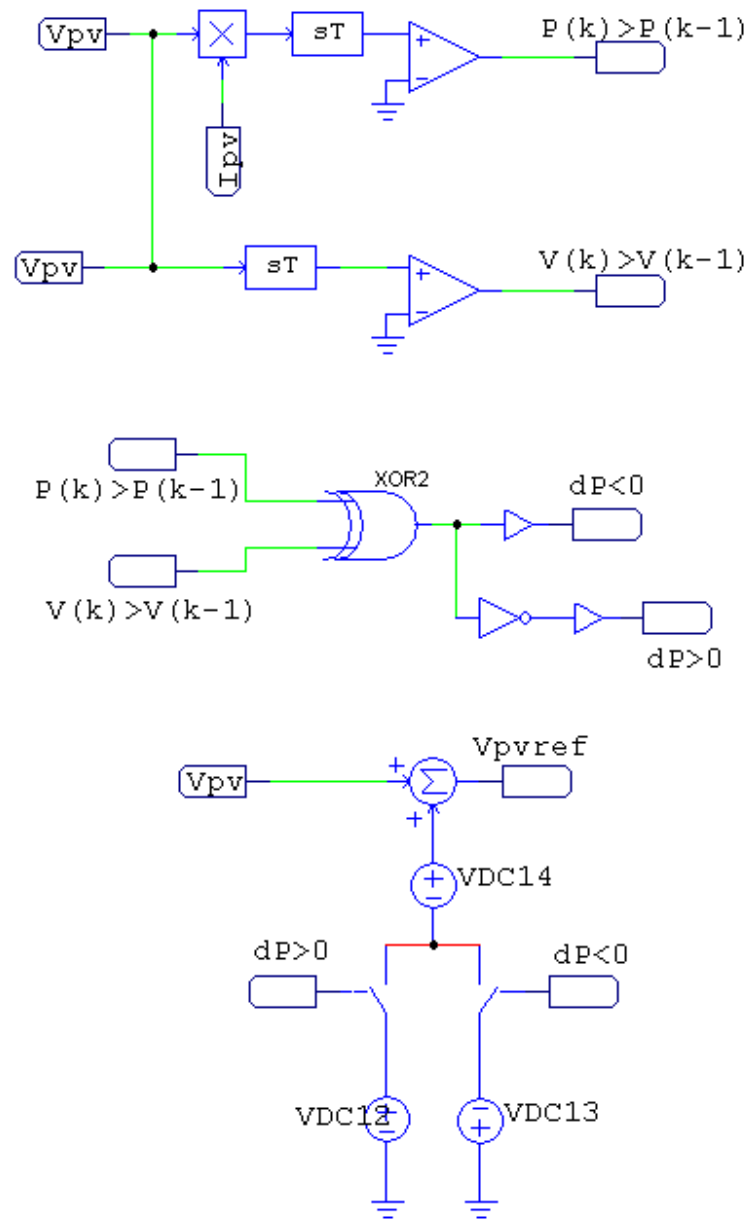 Vpv
sT
P(k)>P(k-1)
Ipv
Vpv
sT
V(k)>V(k-1)
P(k)>P(k-1)
XOR2
dP<0
V(k)>V(k-1)
dP>0
Vpv
Vpvref
VDC14
dP>0
dP<0
VDC12
VDC13